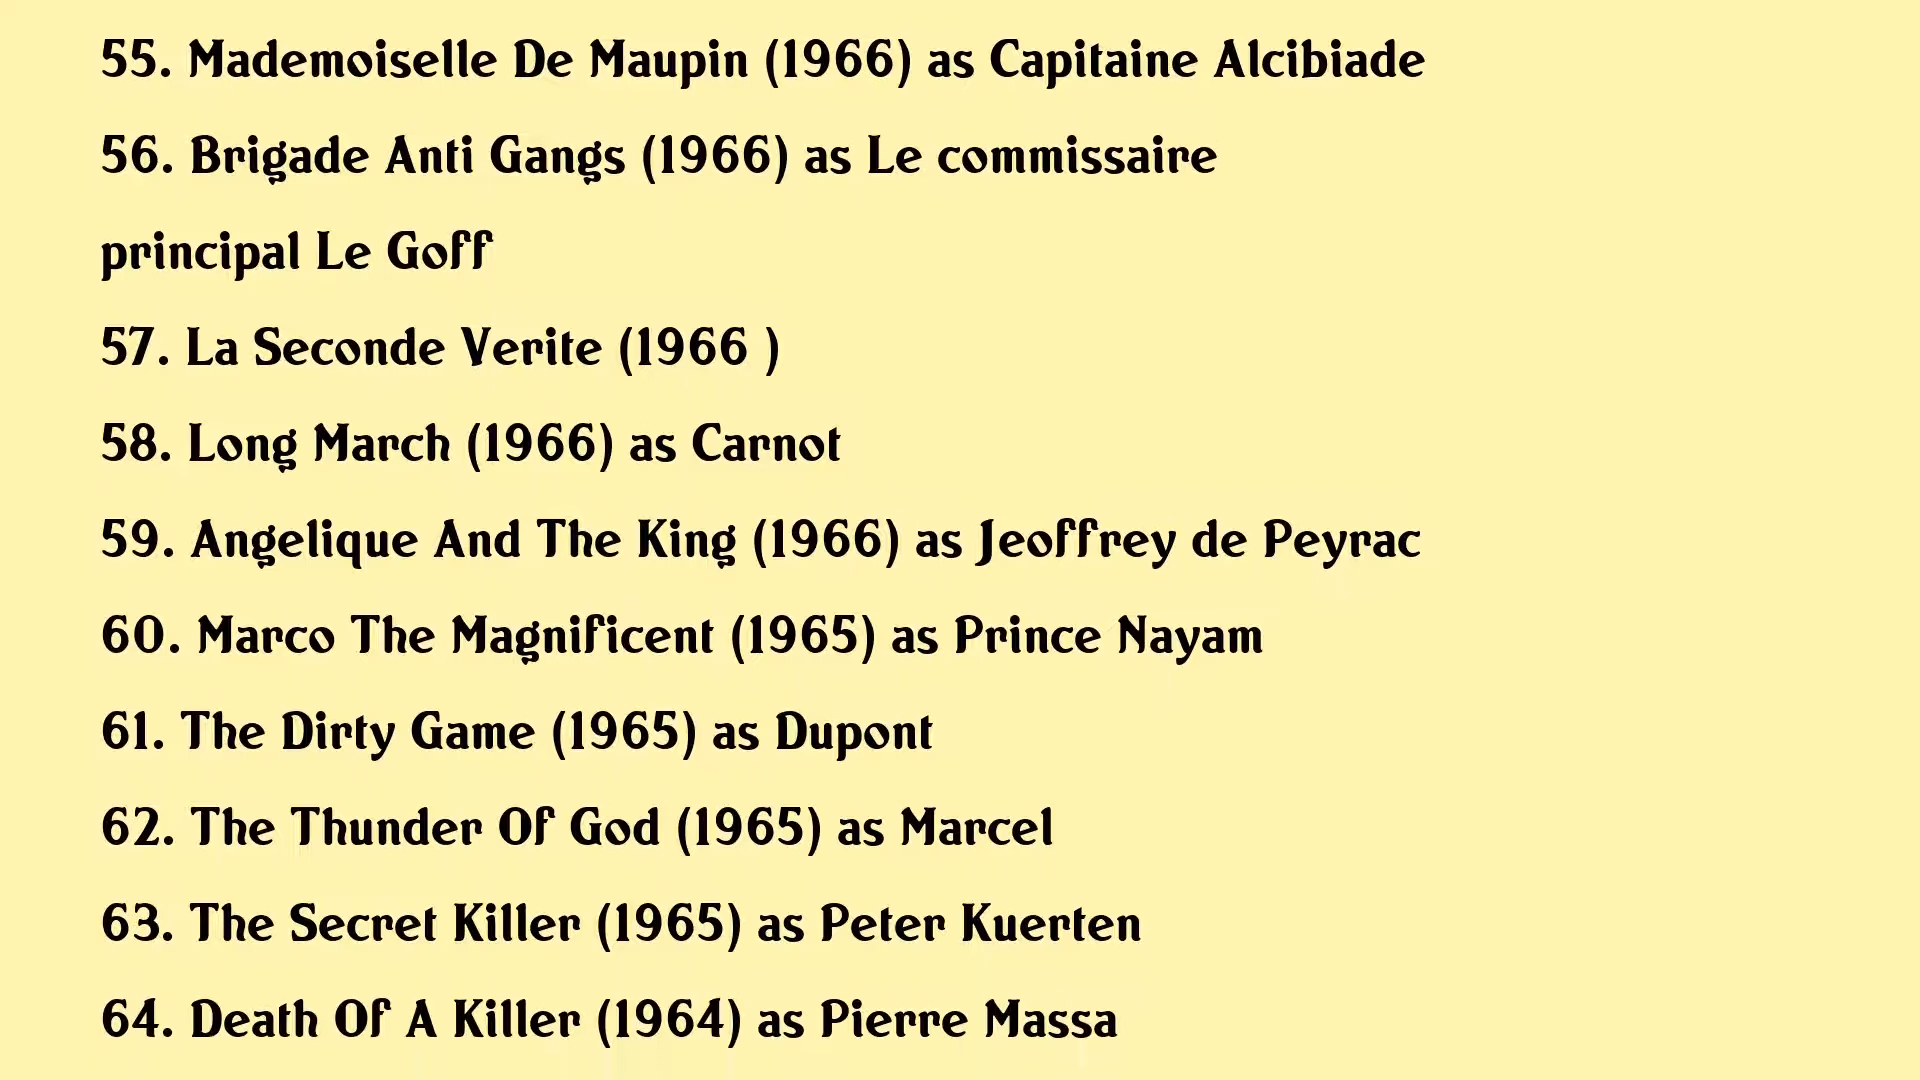 55. Mademoiselle De Maupin (1966) as Capitaine Alcibiade
56. Brigade Anti Gangs (1966) as Le commissaire
principal Le Goff
57. La Seconde Verite (1966 )
58. Long March (1966) as Carnot
59. Angelique And The King (1966) as Jeoffrey de Peyrac
60. Marco The Magnificent (1965) as Prince Nayam
61. The Dirty Game (1965) as Dupont
62. The Thunder Of God (1965) as Marcel
63. The Secret Killer (1965) as Peter Kuerten
64. Death Of A Killer (1964) as Pierre Massa